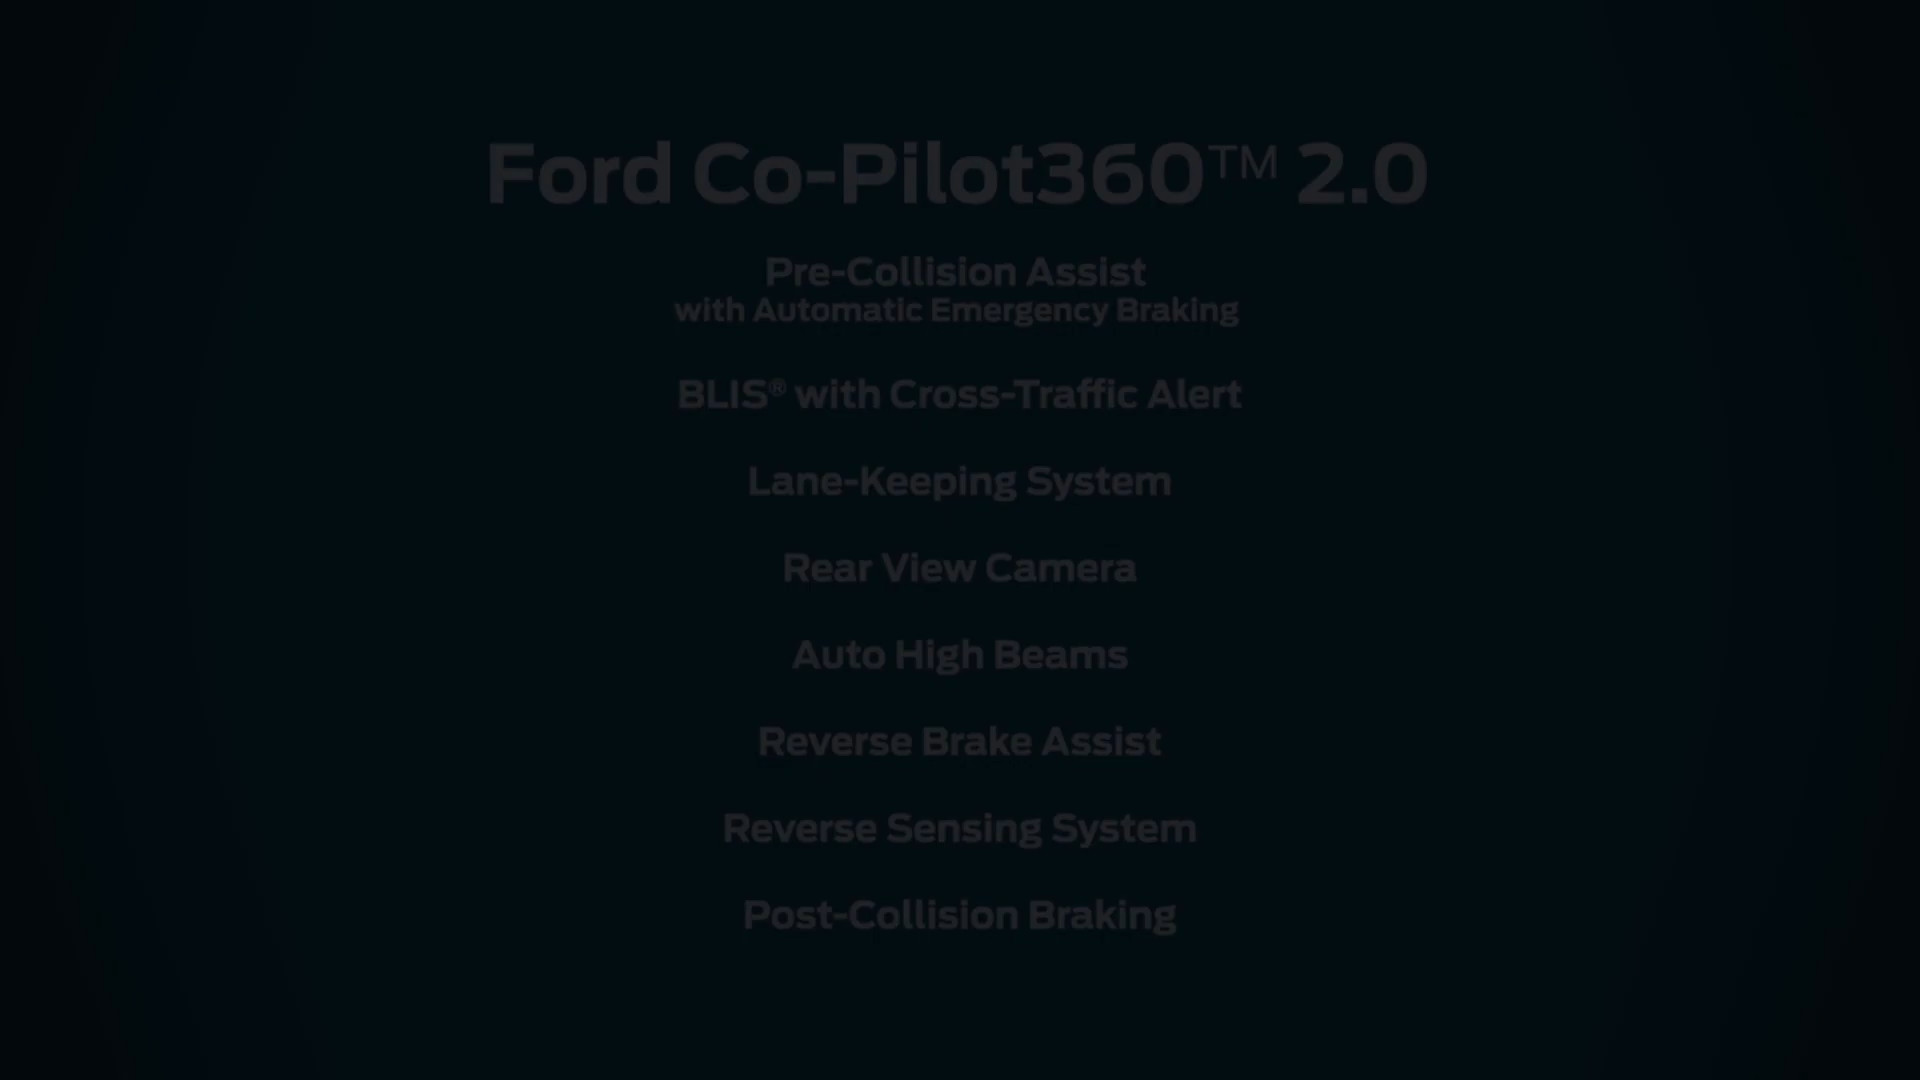 Ford Co-Pilot360™ 2.0
Pre-Collision Assist
with Automatic Emergency Braking
BLIS® with Cross-Traffic Alert
Lane-Keeping System
Rear View Camera
Auto High Beams
Reverse Brake Assist
Reverse Sensing System
Post-Collision Braking